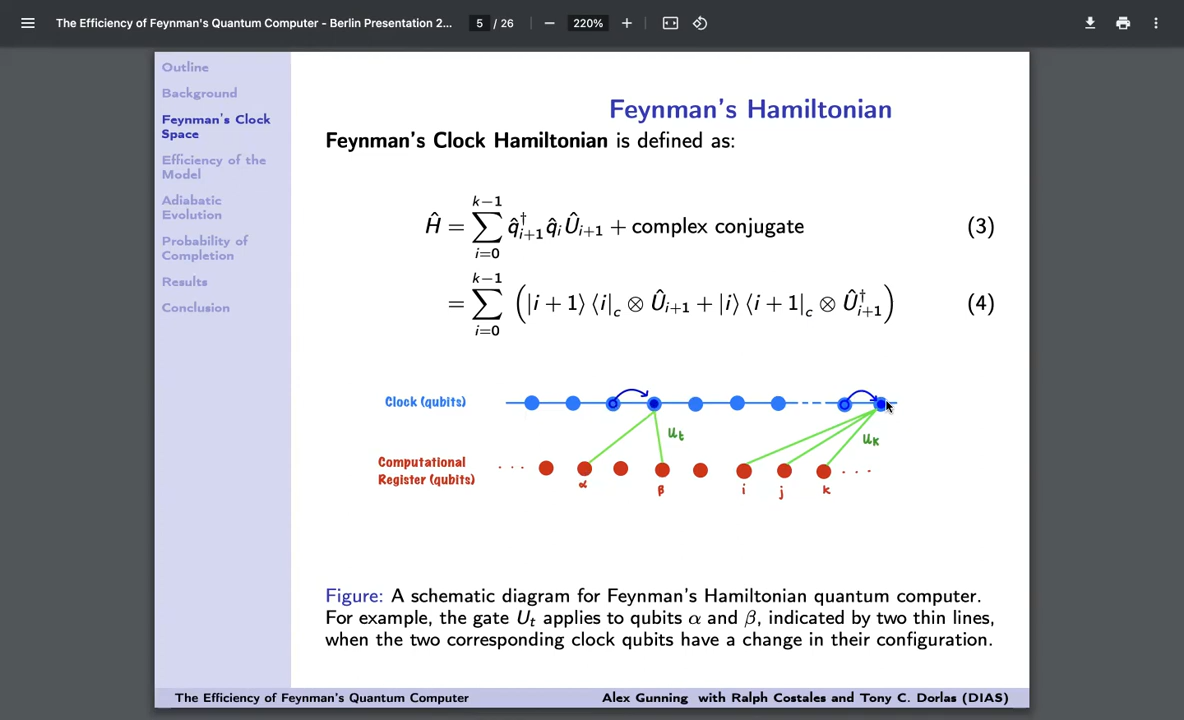 The Efficiency of Feynman's Quantum Computer - Berlin Presentation 2...
5 / 26
220%
Outline
Background
Feynman's Clock
Space
Efficiency of the
Model
Adiabatic
Evolution
Probability of
Completion
Results
Conclusion
Feynman's Hamiltonian
Feynman's Clock Hamiltonian is defined as:
Ĥ = ∑_{i=0}^{k−1} q̂†_{i+1} q̂_i Û_{i+1} + complex conjugate (3)
= ∑_{i=0}^{k−1} (|i + 1⟩ ⟨i|_c ⊗ Û_{i+1} + |i⟩ ⟨i + 1|_c ⊗ Û†_{i+1}) (4)
Clock (qubits)
U_t
U_K
Computational
Register (qubits)
α β i j k
Figure: A schematic diagram for Feynman's Hamiltonian quantum computer.
For example, the gate U_t applies to qubits α and β, indicated by two thin lines,
when the two corresponding clock qubits have a change in their configuration.
The Efficiency of Feynman's Quantum Computer
Alex Gunning with Ralph Costales and Tony C. Dorlas (DIAS)